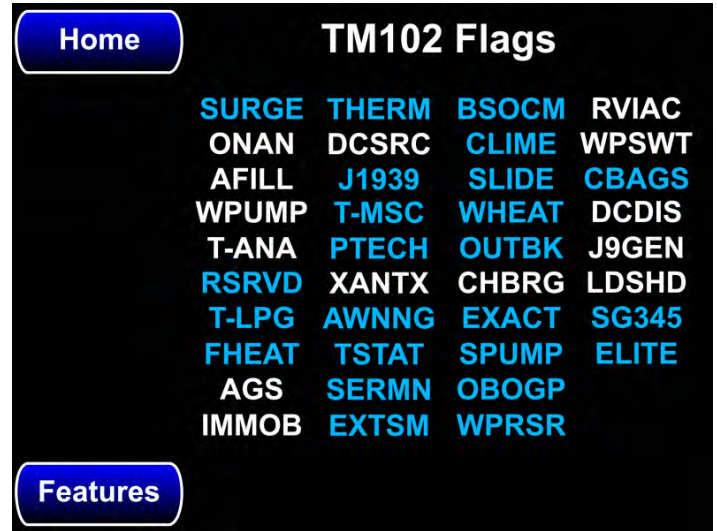 Home TM102 Flags
SURGE THERM BSOCM RVIAC
ONAN DCSRC CLIME WPSWT
AFILL J1939 SLIDE CBAGS
WPUMP T-MSC WHEAT DCDIS
T-ANA PTECH OUTBK J9GEN
RSRVD XANTX CHBRG LDSHD
T-LPG AWNNG EXACT SG345
FHEAT TSTAT SPUMP ELITE
AGS SERMN OBOGP
IMMOB EXTSM WPRSR
Features